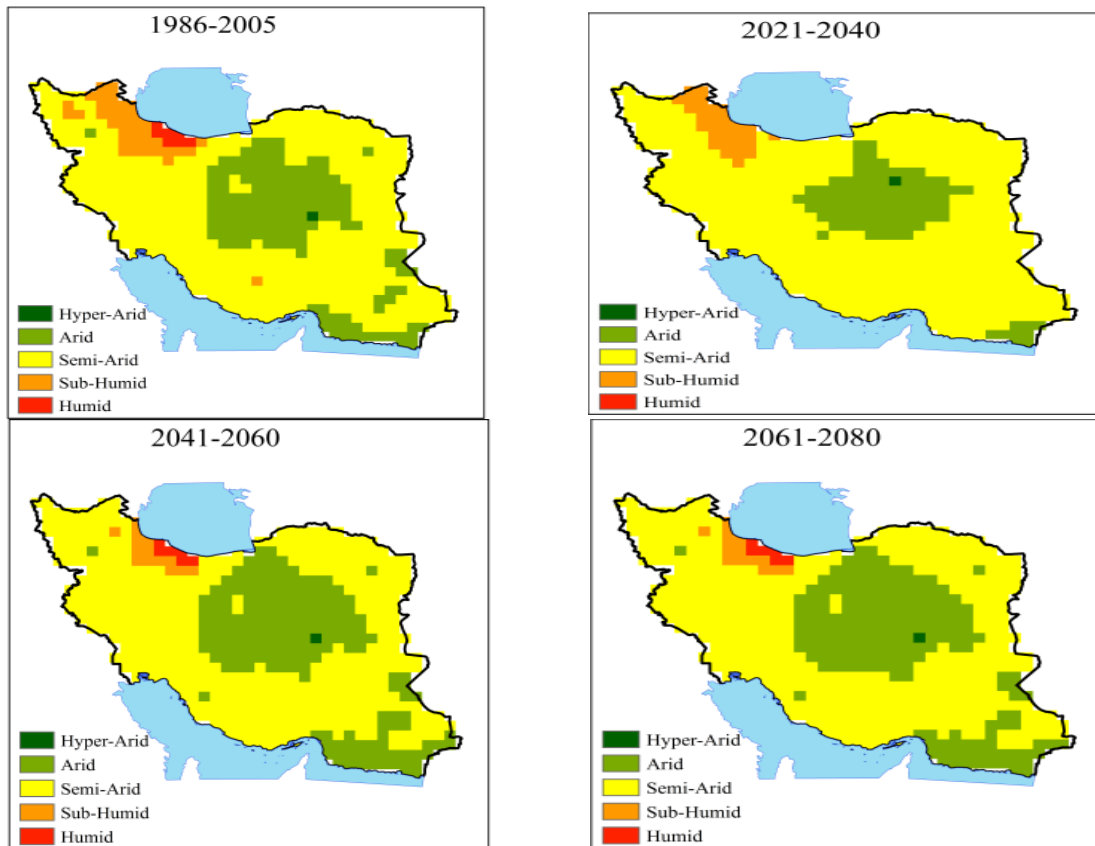 1986-2005
Hyper-Arid
Arid
Semi-Arid
Sub-Humid
Humid
2021-2040
Hyper-Arid
Arid
Semi-Arid
Sub-Humid
Humid
2041-2060
Hyper-Arid
Arid
Semi-Arid
Sub-Humid
Humid
2061-2080
Hyper-Arid
Arid
Semi-Arid
Sub-Humid
Humid